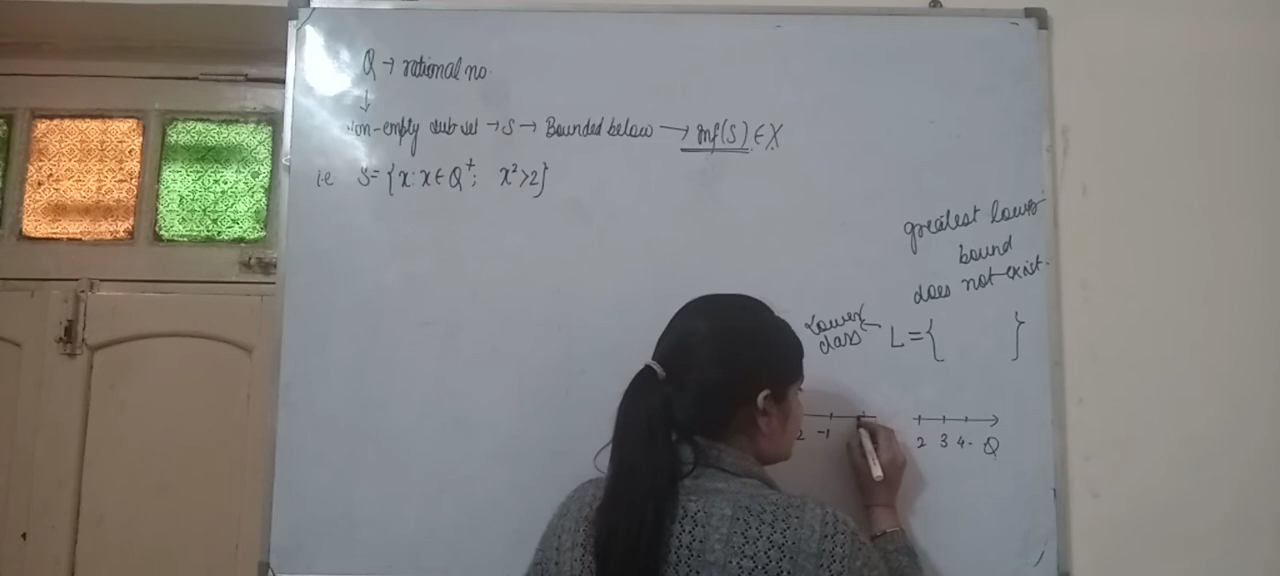 Q → rational no.
↓
Non-empty subset → S → Bounded below → Inf(S) ∈ X
i.e S = {x : x ∈ Q⁺; x² > 2}
greatest lower
bound
does not exist.
Lower
class ← L = { }
2 -1 2 3 4. Q